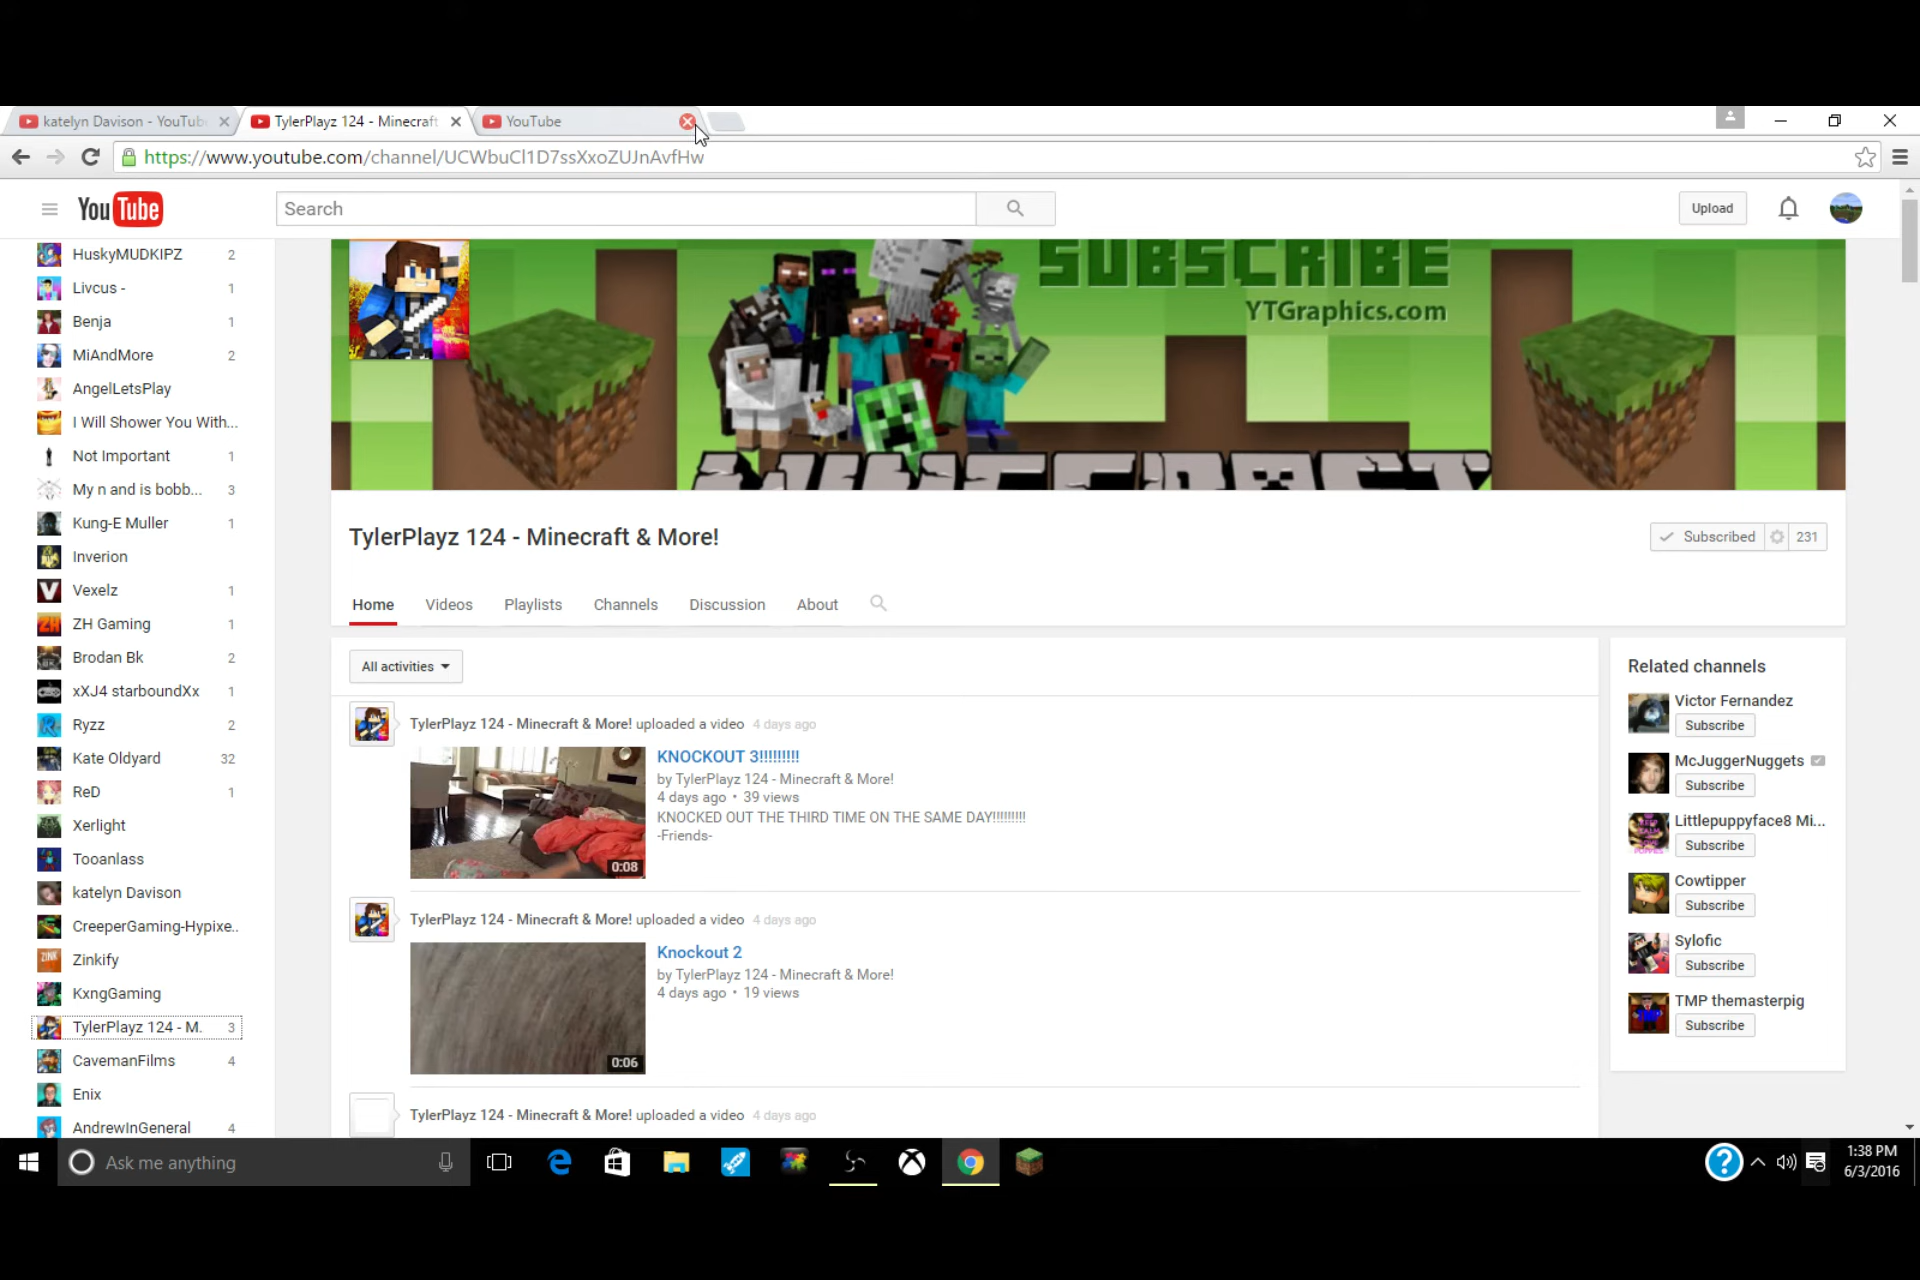 katelyn Davison - YouTub
TylerPlayz 124 - Minecraft
YouTube
https://www.youtube.com/channel/UCWbuCl1D7ssXxoZUJnAvfHw
YouTube
Search
Upload
HuskyMUDKIPZ 2
Livcus - 1
Benja 1
MiAndMore 2
AngelLetsPlay
I Will Shower You With...
Not Important 1
My n and is bobb... 3
Kung-E Muller 1
Inverion
Vexelz 1
ZH Gaming 1
Brodan Bk 2
xXJ4 starboundXx 1
Ryzz 2
Kate Oldyard 32
ReD 1
Xerlight
Tooanlass
katelyn Davison
CreeperGaming-Hypixe..
Zinkify
KxngGaming
TylerPlayz 124 - M. 3
CavemanFilms 4
Enix
AndrewInGeneral 4
SUBSCRIBE
YTGraphics.com
MINECRAFT
TylerPlayz 124 - Minecraft & More!
Subscribed 231
Home Videos Playlists Channels Discussion About
All activities
TylerPlayz 124 - Minecraft & More! uploaded a video 4 days ago
KNOCKOUT 3!!!!!!!!!
by TylerPlayz 124 - Minecraft & More!
4 days ago • 39 views
KNOCKED OUT THE THIRD TIME ON THE SAME DAY!!!!!!!!!
-Friends-
0:08
TylerPlayz 124 - Minecraft & More! uploaded a video 4 days ago
Knockout 2
by TylerPlayz 124 - Minecraft & More!
4 days ago • 19 views
0:06
TylerPlayz 124 - Minecraft & More! uploaded a video 4 days ago
Related channels
Victor Fernandez
Subscribe
McJuggerNuggets
Subscribe
Littlepuppyface8 Mi...
Subscribe
Cowtipper
Subscribe
Sylofic
Subscribe
TMP themasterpig
Subscribe
Ask me anything
1:38 PM
6/3/2016